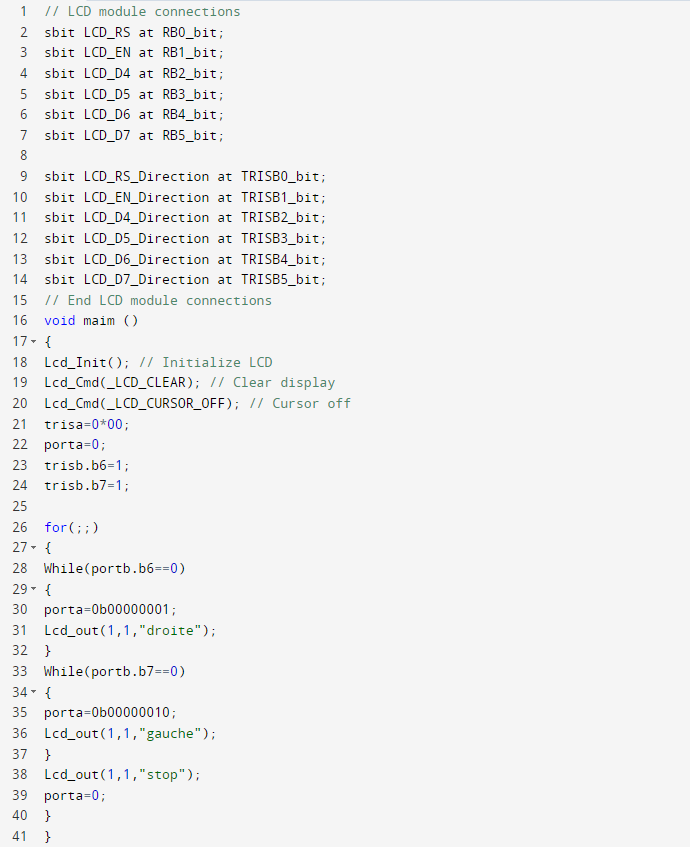 1 // LCD module connections
2 sbit LCD_RS at RB0_bit;
3 sbit LCD_EN at RB1_bit;
4 sbit LCD_D4 at RB2_bit;
5 sbit LCD_D5 at RB3_bit;
6 sbit LCD_D6 at RB4_bit;
7 sbit LCD_D7 at RB5_bit;
8
9 sbit LCD_RS_Direction at TRISB0_bit;
10 sbit LCD_EN_Direction at TRISB1_bit;
11 sbit LCD_D4_Direction at TRISB2_bit;
12 sbit LCD_D5_Direction at TRISB3_bit;
13 sbit LCD_D6_Direction at TRISB4_bit;
14 sbit LCD_D7_Direction at TRISB5_bit;
15 // End LCD module connections
16 void maim ()
17 {
18 Lcd_Init(); // Initialize LCD
19 Lcd_Cmd(_LCD_CLEAR); // Clear display
20 Lcd_Cmd(_LCD_CURSOR_OFF); // Cursor off
21 trisa=0*00;
22 porta=0;
23 trisb.b6=1;
24 trisb.b7=1;
25
26 for(;;)
27 {
28 While(portb.b6==0)
29 {
30 porta=0b00000001;
31 Lcd_out(1,1,"droite");
32 }
33 While(portb.b7==0)
34 {
35 porta=0b00000010;
36 Lcd_out(1,1,"gauche");
37 }
38 Lcd_out(1,1,"stop");
39 porta=0;
40 }
41 }